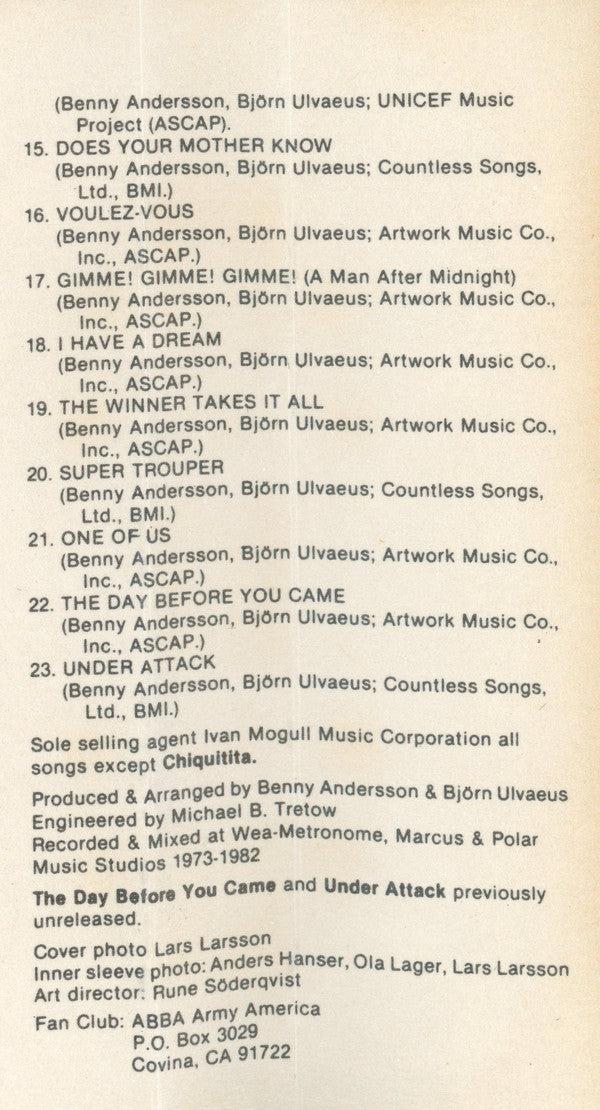 (Benny Andersson, Björn Ulvaeus; UNICEF Music
Project (ASCAP).
15. DOES YOUR MOTHER KNOW
(Benny Andersson, Björn Ulvaeus; Countless Songs,
Ltd., BMI.)
16. VOULEZ-VOUS
(Benny Andersson, Björn Ulvaeus; Artwork Music Co.,
Inc., ASCAP.)
17. GIMME! GIMME! GIMME! (A Man After Midnight)
(Benny Andersson, Björn Ulvaeus; Artwork Music Co.,
Inc., ASCAP.)
18. I HAVE A DREAM
(Benny Andersson, Björn Ulvaeus; Artwork Music Co.,
Inc., ASCAP.)
19. THE WINNER TAKES IT ALL
(Benny Andersson, Björn Ulvaeus; Artwork Music Co.,
Inc., ASCAP.)
20. SUPER TROUPER
(Benny Andersson, Björn Ulvaeus; Countless Songs,
Ltd., BMI.)
21. ONE OF US
(Benny Andersson, Björn Ulvaeus; Artwork Music Co.,
Inc., ASCAP.)
22. THE DAY BEFORE YOU CAME
(Benny Andersson, Björn Ulvaeus; Artwork Music Co.,
Inc., ASCAP.)
23. UNDER ATTACK
(Benny Andersson, Björn Ulvaeus; Countless Songs,
Ltd., BMI.)
Sole selling agent Ivan Mogull Music Corporation all
songs except Chiquitita.
Produced & Arranged by Benny Andersson & Björn Ulvaeus
Engineered by Michael B. Tretow
Recorded & Mixed at Wea-Metronome, Marcus & Polar
Music Studios 1973-1982
The Day Before You Came and Under Attack previously
unreleased.
Cover photo Lars Larsson
Inner sleeve photo: Anders Hanser, Ola Lager, Lars Larsson
Art director: Rune Söderqvist
Fan Club: ABBA Army America
P.O. Box 3029
Covina, CA 91722